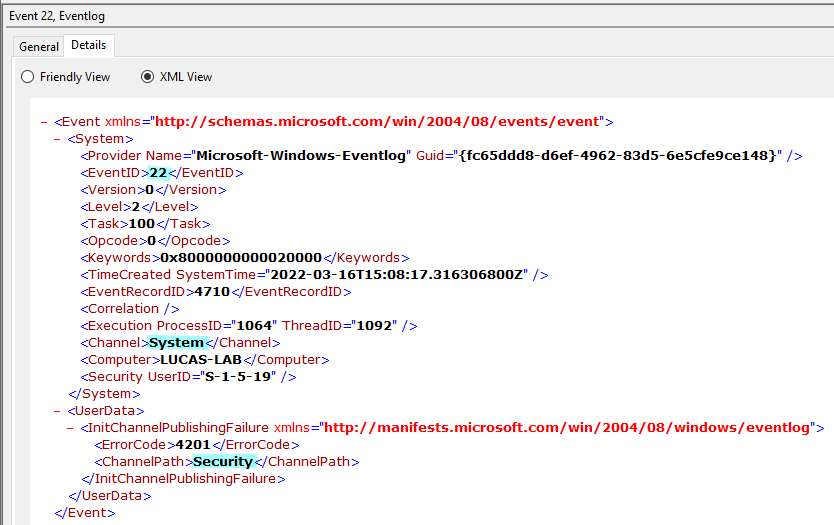 Event 22, Eventlog
General Details
Friendly View XML View
- <Event xmlns="http://schemas.microsoft.com/win/2004/08/events/event">
- <System>
<Provider Name="Microsoft-Windows-Eventlog" Guid="{fc65ddd8-d6ef-4962-83d5-6e5cfe9ce148}" />
<EventID>22</EventID>
<Version>0</Version>
<Level>2</Level>
<Task>100</Task>
<Opcode>0</Opcode>
<Keywords>0x8000000000020000</Keywords>
<TimeCreated SystemTime="2022-03-16T15:08:17.316306800Z" />
<EventRecordID>4710</EventRecordID>
<Correlation />
<Execution ProcessID="1064" ThreadID="1092" />
<Channel>System</Channel>
<Computer>LUCAS-LAB</Computer>
<Security UserID="S-1-5-19" />
</System>
- <UserData>
- <InitChannelPublishingFailure xmlns="http://manifests.microsoft.com/win/2004/08/windows/eventlog">
<ErrorCode>4201</ErrorCode>
<ChannelPath>Security</ChannelPath>
</InitChannelPublishingFailure>
</UserData>
</Event>